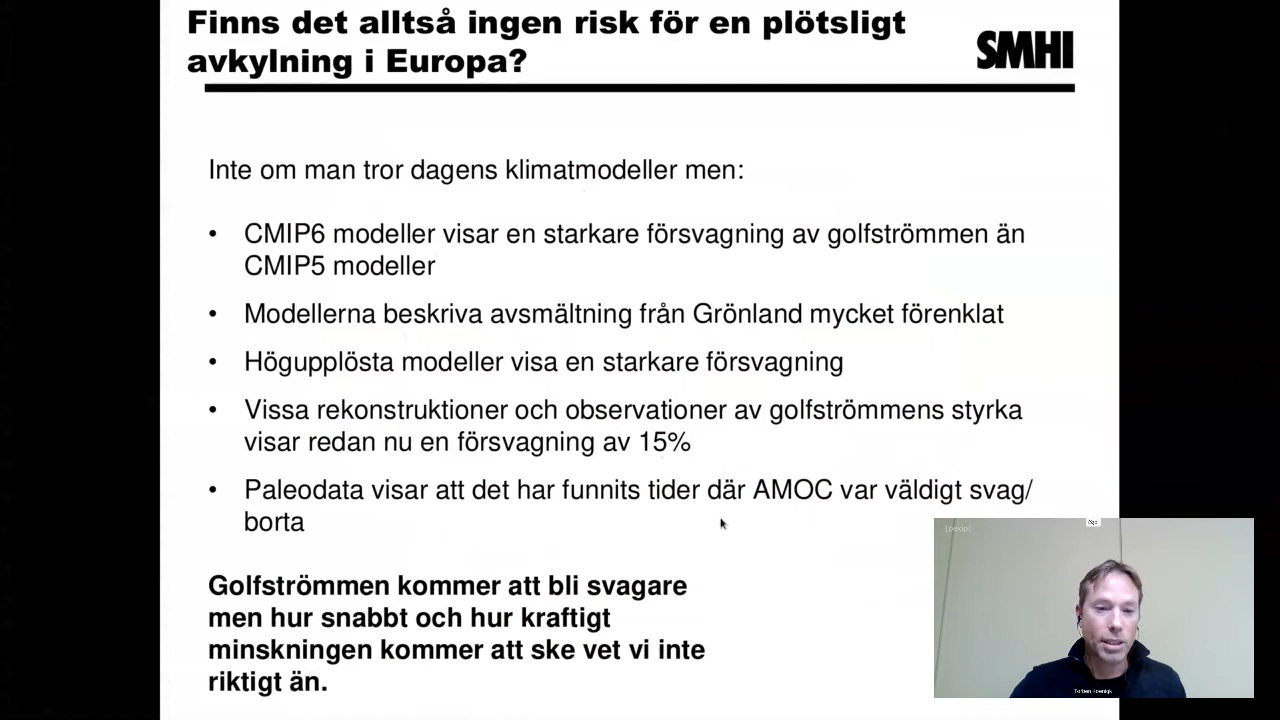 Finns det alltså ingen risk för en plötsligt
avkylning i Europa?
SMHI
Inte om man tror dagens klimatmodeller men:
• CMIP6 modeller visar en starkare försvagning av golfströmmen än
CMIP5 modeller
• Modellerna beskriva avsmältning från Grönland mycket förenklat
• Högupplösta modeller visa en starkare försvagning
• Vissa rekonstruktioner och observationer av golfströmmens styrka
visar redan nu en försvagning av 15%
• Paleodata visar att det har funnits tider där AMOC var väldigt svag/
borta
Golfströmmen kommer att bli svagare
men hur snabbt och hur kraftigt
minskningen kommer att ske vet vi inte
riktigt än.
[pexip]
Torben Koenigk